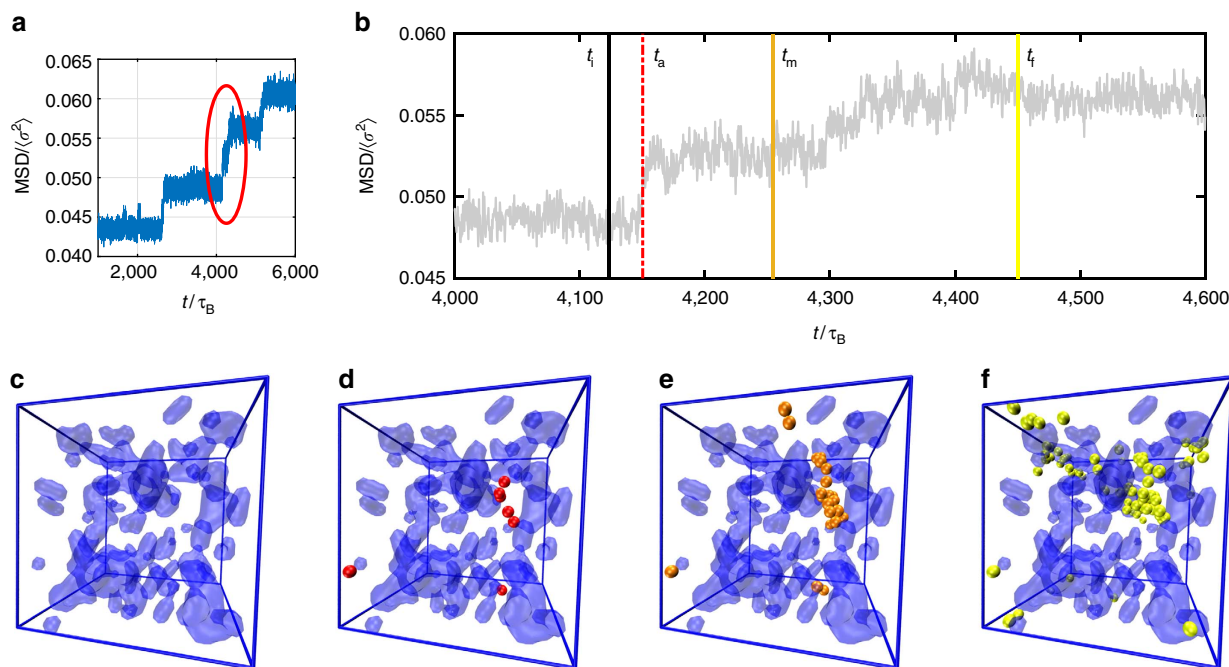 a
0.065
0.060
0.055
0.050
0.045
0.040
MSD/⟨σ²⟩
2,000 4,000 6,000
t/τB
b
0.060
0.055
0.050
0.045
MSD/⟨σ²⟩
ti ta tm tf
4,000 4,100 4,200 4,300 4,400 4,500 4,600
t/τB
c d e f